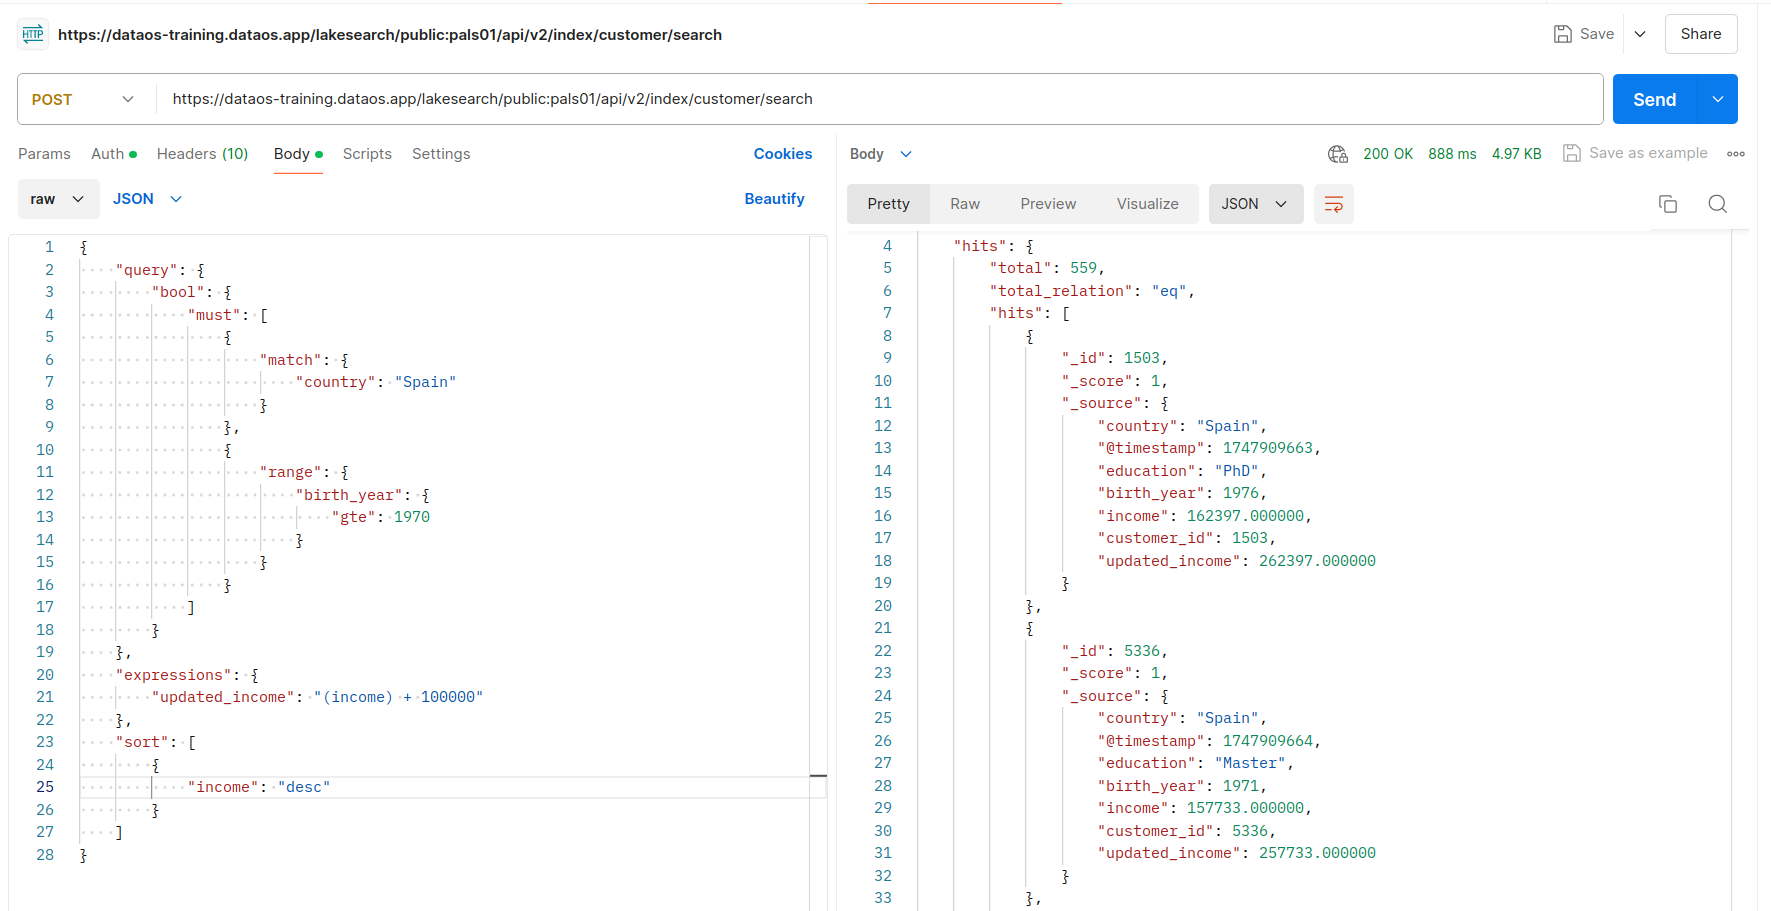 HTTP https://dataos-training.dataos.app/lakesearch/public:pals01/api/v2/index/customer/search Save Share
POST https://dataos-training.dataos.app/lakesearch/public:pals01/api/v2/index/customer/search Send
Params Auth Headers (10) Body Scripts Settings Cookies
raw JSON Beautify
1 {
2 "query": {
3 "bool": {
4 "must": [
5 {
6 "match": {
7 "country": "Spain"
8 }
9 },
10 {
11 "range": {
12 "birth_year": {
13 "gte": 1970
14 }
15 }
16 }
17 ]
18 }
19 },
20 "expressions": {
21 "updated_income": "(income) + 100000"
22 },
23 "sort": [
24 {
25 "income": "desc"
26 }
27 ]
28 }
Body 200 OK 888 ms 4.97 KB Save as example
Pretty Raw Preview Visualize JSON
4 "hits": {
5 "total": 559,
6 "total_relation": "eq",
7 "hits": [
8 {
9 "_id": 1503,
10 "_score": 1,
11 "_source": {
12 "country": "Spain",
13 "@timestamp": 1747909663,
14 "education": "PhD",
15 "birth_year": 1976,
16 "income": 162397.000000,
17 "customer_id": 1503,
18 "updated_income": 262397.000000
19 }
20 },
21 {
22 "_id": 5336,
23 "_score": 1,
24 "_source": {
25 "country": "Spain",
26 "@timestamp": 1747909664,
27 "education": "Master",
28 "birth_year": 1971,
29 "income": 157733.000000,
30 "customer_id": 5336,
31 "updated_income": 257733.000000
32 }
33 },